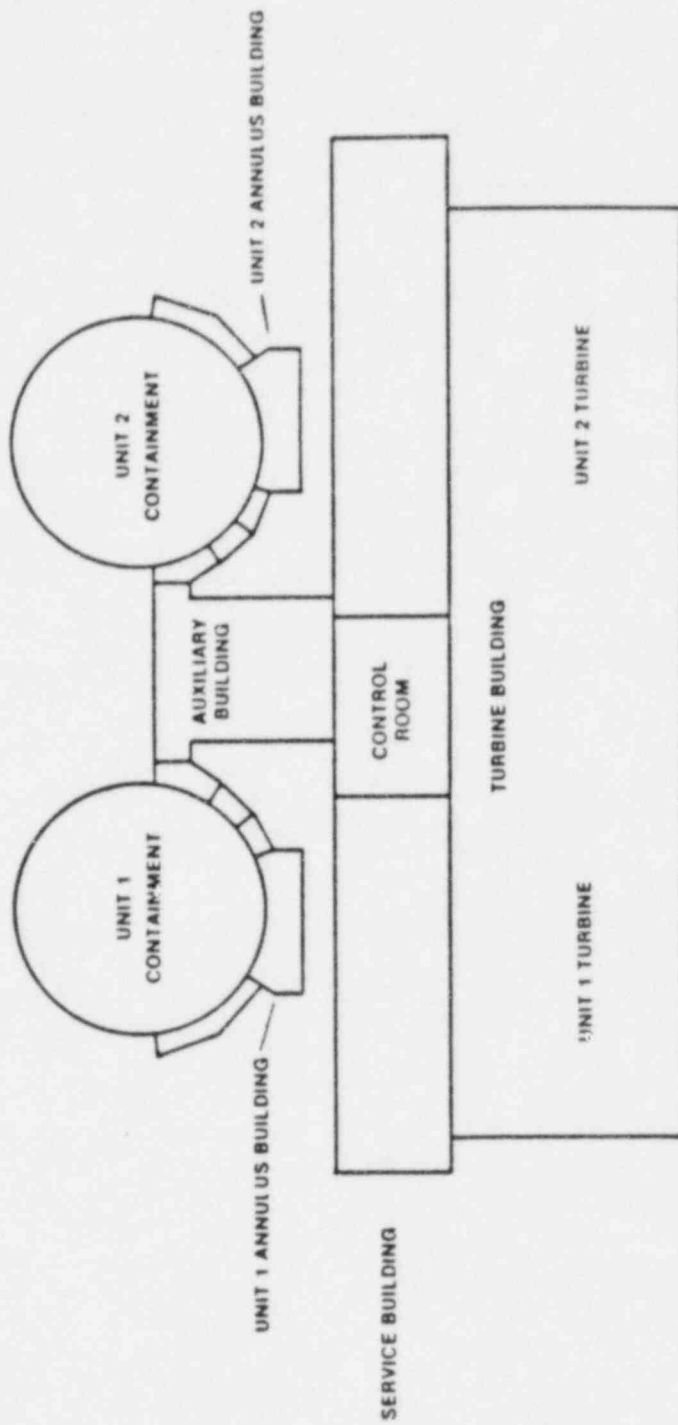 UNIT 2 ANNULUS BUILDING
UNIT 1
CONTAINMENT
UNIT 2
CONTAINMENT
AUXILIARY
BUILDING
UNIT 1 ANNULUS BUILDING
SERVICE BUILDING
CONTROL
ROOM
TURBINE BUILDING
UNIT 1 TURBINE
UNIT 2 TURBINE